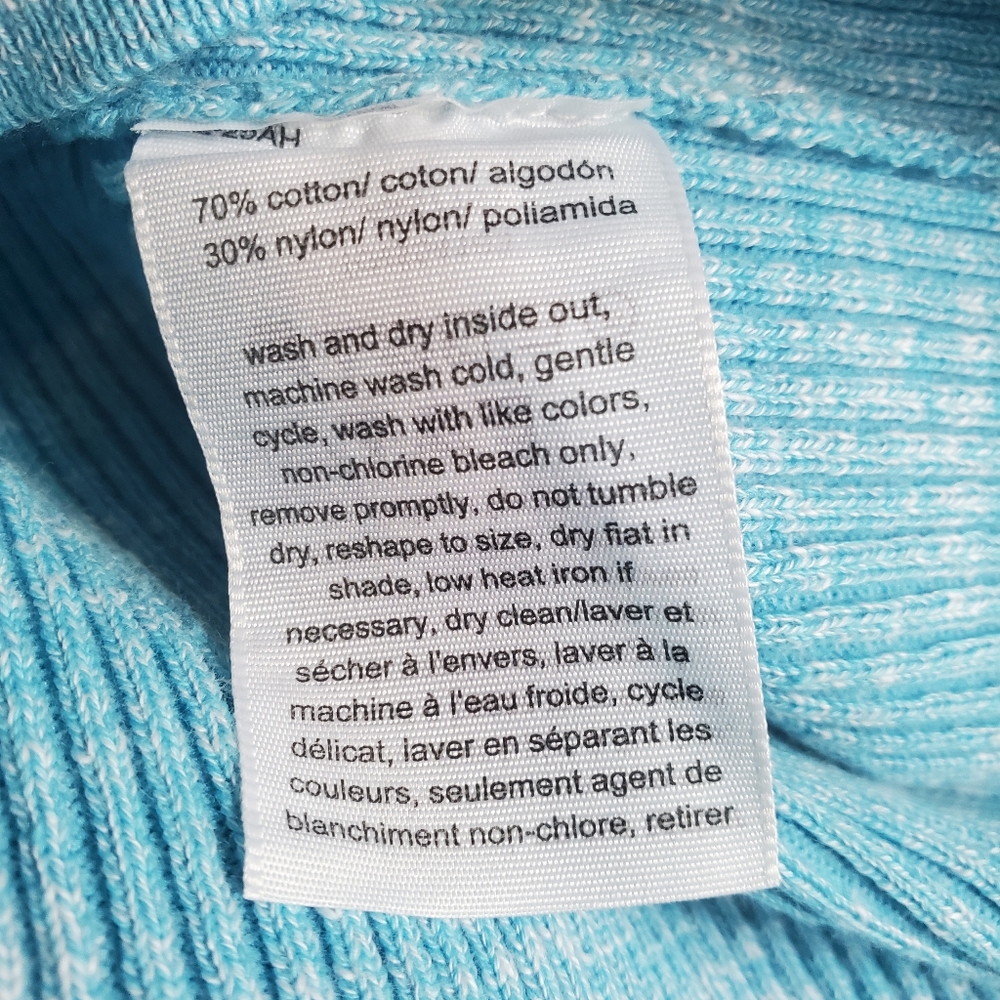 70% cotton/ coton/ algodón
30% nylon/ nylon/ poliamida
wash and dry inside out,
machine wash cold, gentle
cycle, wash with like colors,
non-chlorine bleach only,
remove promptly, do not tumble
dry, reshape to size, dry flat in
shade, low heat iron if
necessary, dry clean/laver et
sécher à l'envers, laver à la
machine à l'eau froide, cycle
délicat, laver en séparant les
couleurs, seulement agent de
blanchiment non-chlore, retirer